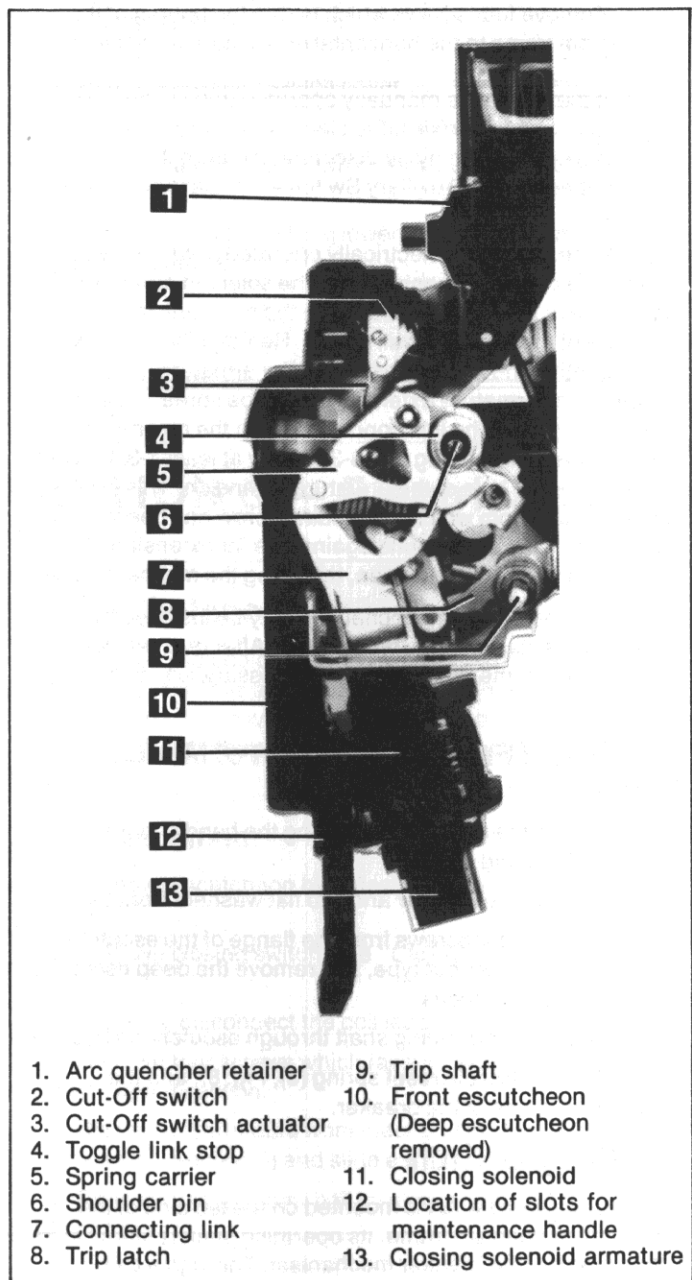 1
2
3
4
5
6
7
8
9
10
11
12
13
1. Arc quencher retainer
2. Cut-Off switch
3. Cut-Off switch actuator
4. Toggle link stop
5. Spring carrier
6. Shoulder pin
7. Connecting link
8. Trip latch
9. Trip shaft
10. Front escutcheon
(Deep escutcheon
removed)
11. Closing solenoid
12. Location of slots for
maintenance handle
13. Closing solenoid armature